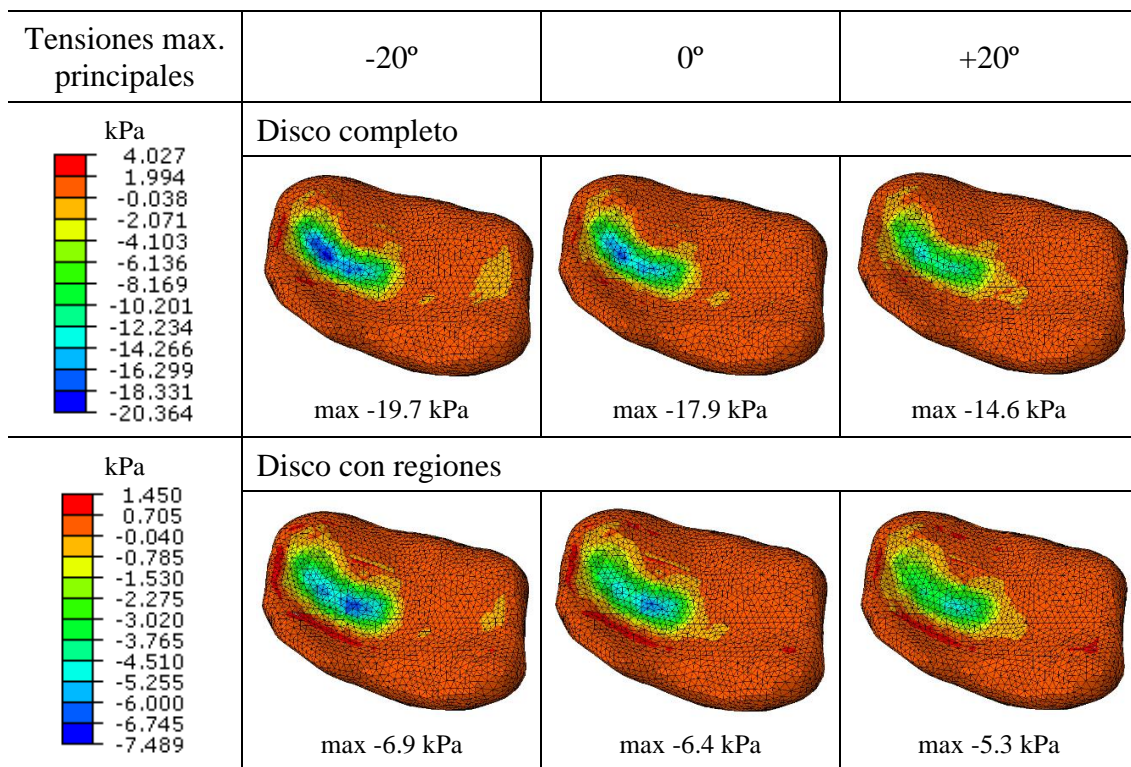 Tensiones max.
principales
-20º
0º
+20º
kPa
4.027
1.994
-0.038
-2.071
-4.103
-6.136
-8.169
-10.201
-12.234
-14.266
-16.299
-18.331
-20.364
Disco completo
max -19.7 kPa
max -17.9 kPa
max -14.6 kPa
kPa
1.450
0.705
-0.040
-0.785
-1.530
-2.275
-3.020
-3.765
-4.510
-5.255
-6.000
-6.745
-7.489
Disco con regiones
max -6.9 kPa
max -6.4 kPa
max -5.3 kPa